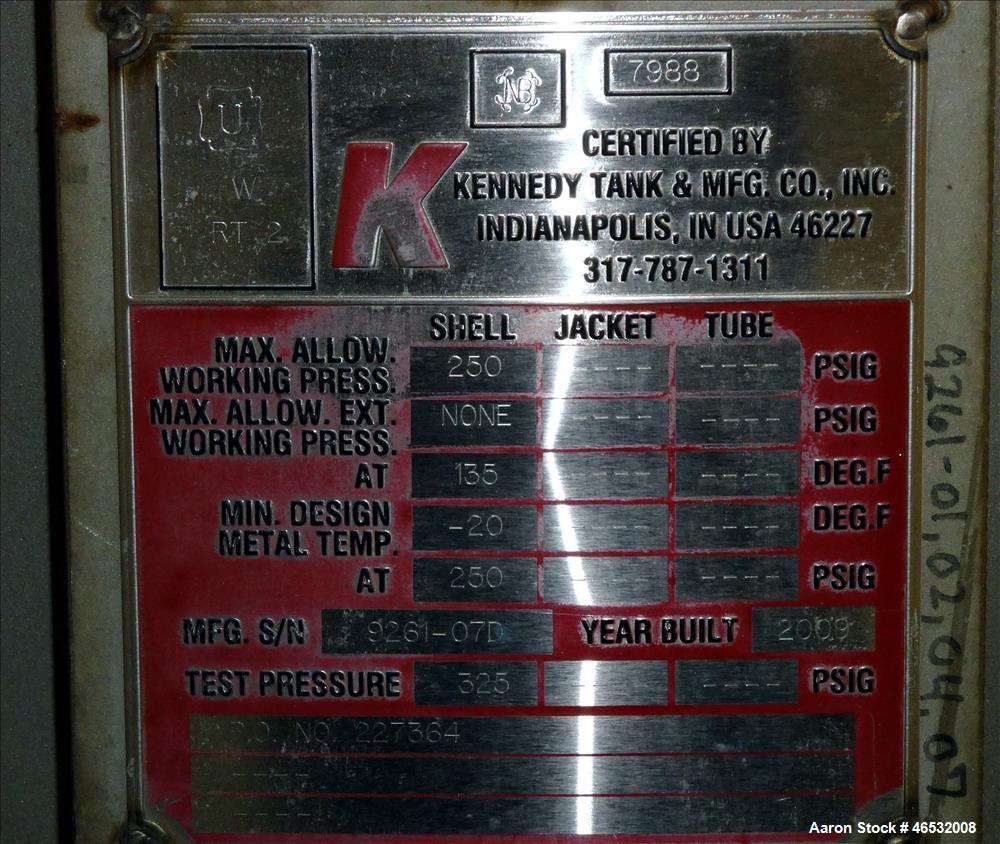 U
W
RT 2
NB
7988
K
CERTIFIED BY
KENNEDY TANK & MFG. CO., INC.
INDIANAPOLIS, IN USA 46227
317-787-1311
SHELL JACKET TUBE
MAX. ALLOW. WORKING PRESS. 250 ---- ---- PSIG
MAX. ALLOW. EXT. WORKING PRESS. NONE ---- ---- PSIG
AT 135 ---- ---- DEG.F
MIN. DESIGN METAL TEMP. -20 ---- ---- DEG.F
AT 250 ---- ---- PSIG
MFG. S/N 9261-07D YEAR BUILT 2009
TEST PRESSURE 325 ---- ---- PSIG
P.O. NO. 227364
----
----
9261-01,02,04,07
Aaron Stock # 46532008